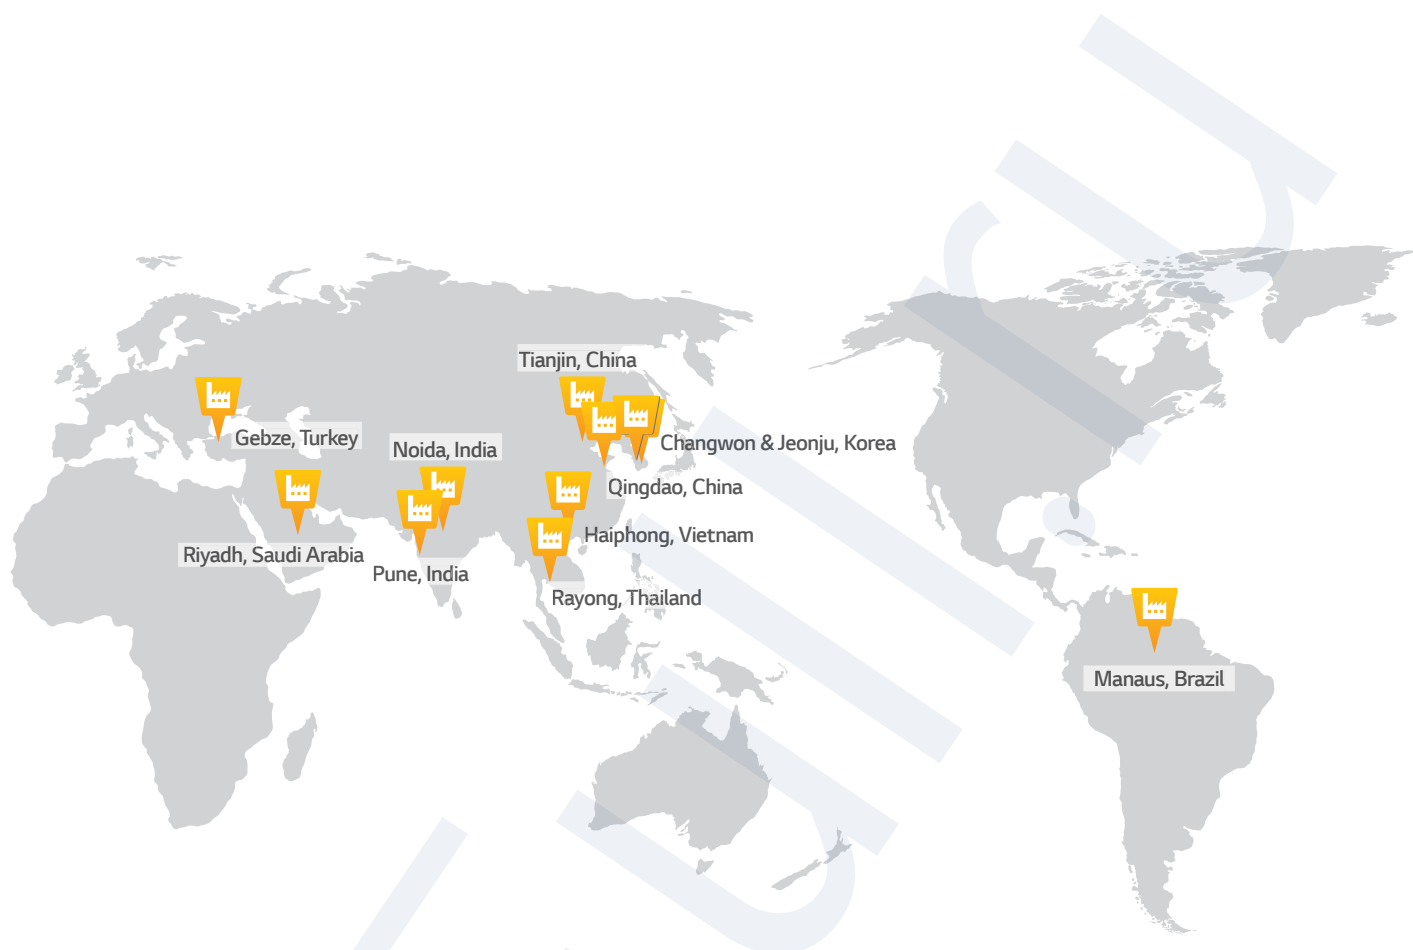 Tianjin, China
Gebze, Turkey
Noida, India
Changwon & Jeonju, Korea
Qingdao, China
Haiphong, Vietnam
Riyadh, Saudi Arabia
Pune, India
Rayong, Thailand
Manaus, Brazil